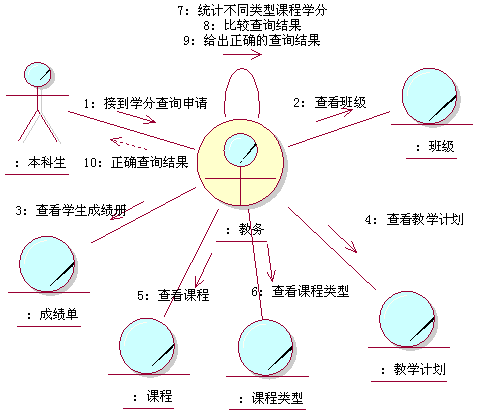 7: 统计不同类型课程学分
8: 比较查询结果
9: 给出正确的查询结果
1: 接到学分查询申请
2: 查看班级
10: 正确查询结果
: 本科生
: 班级
3: 查看学生成绩册
4: 查看教学计划
: 教务
5: 查看课程
6: 查看课程类型
: 成绩单
: 教学计划
: 课程
: 课程类型